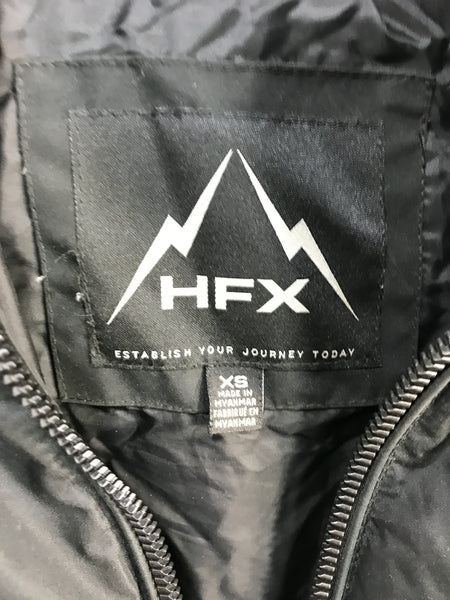 HFX
ESTABLISH YOUR JOURNEY TODAY
XS
MADE IN
MYANMAR
FABRIQUÉ EN
MYANMAR